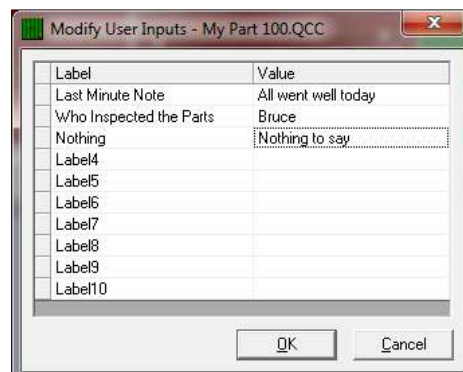 Modify User Inputs - My Part 100.QCC
Label Value
Last Minute Note All went well today
Who Inspected the Parts Bruce
Nothing Nothing to say
Label4
Label5
Label6
Label7
Label8
Label9
Label10
OK Cancel